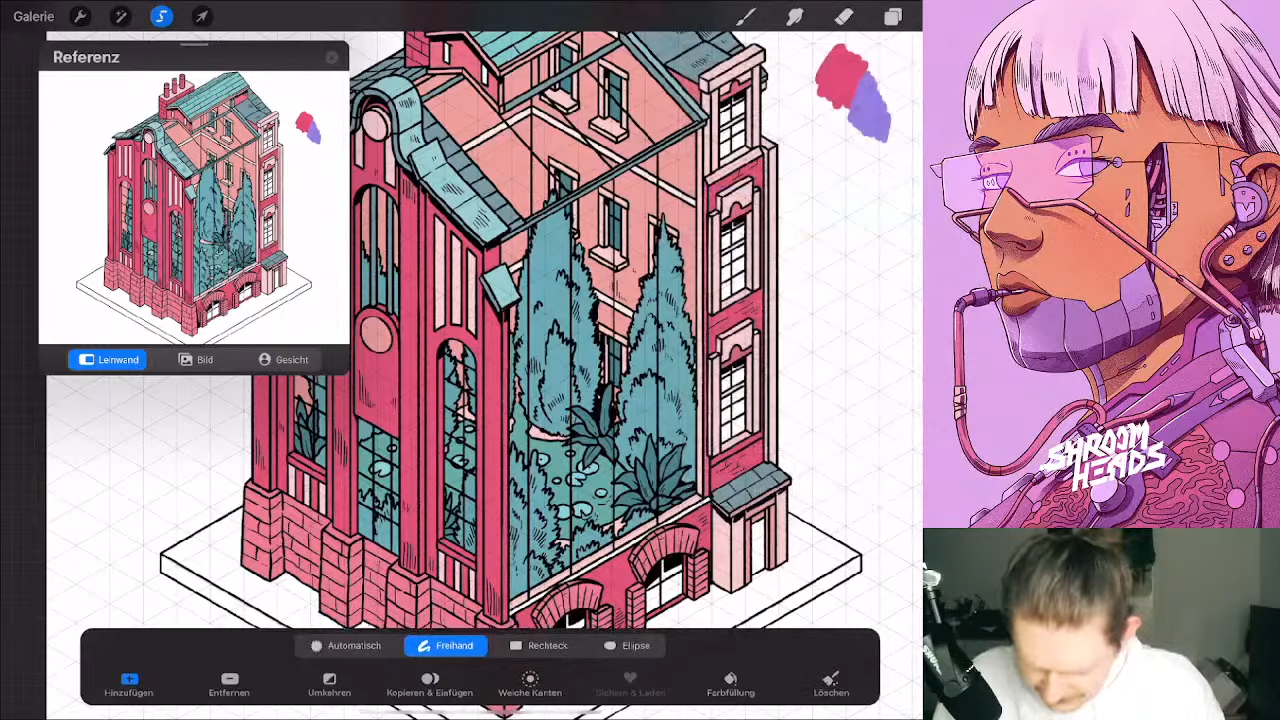 Galerie
Referenz
Leinwand
Bild
Gesicht
SHROOM
HEADS
Automatisch
Freihand
Rechteck
Ellipse
Hinzufügen
Entfernen
Umkehren
Kopieren & Einfügen
Weiche Kanten
Sichern & Laden
Farbfüllung
Löschen